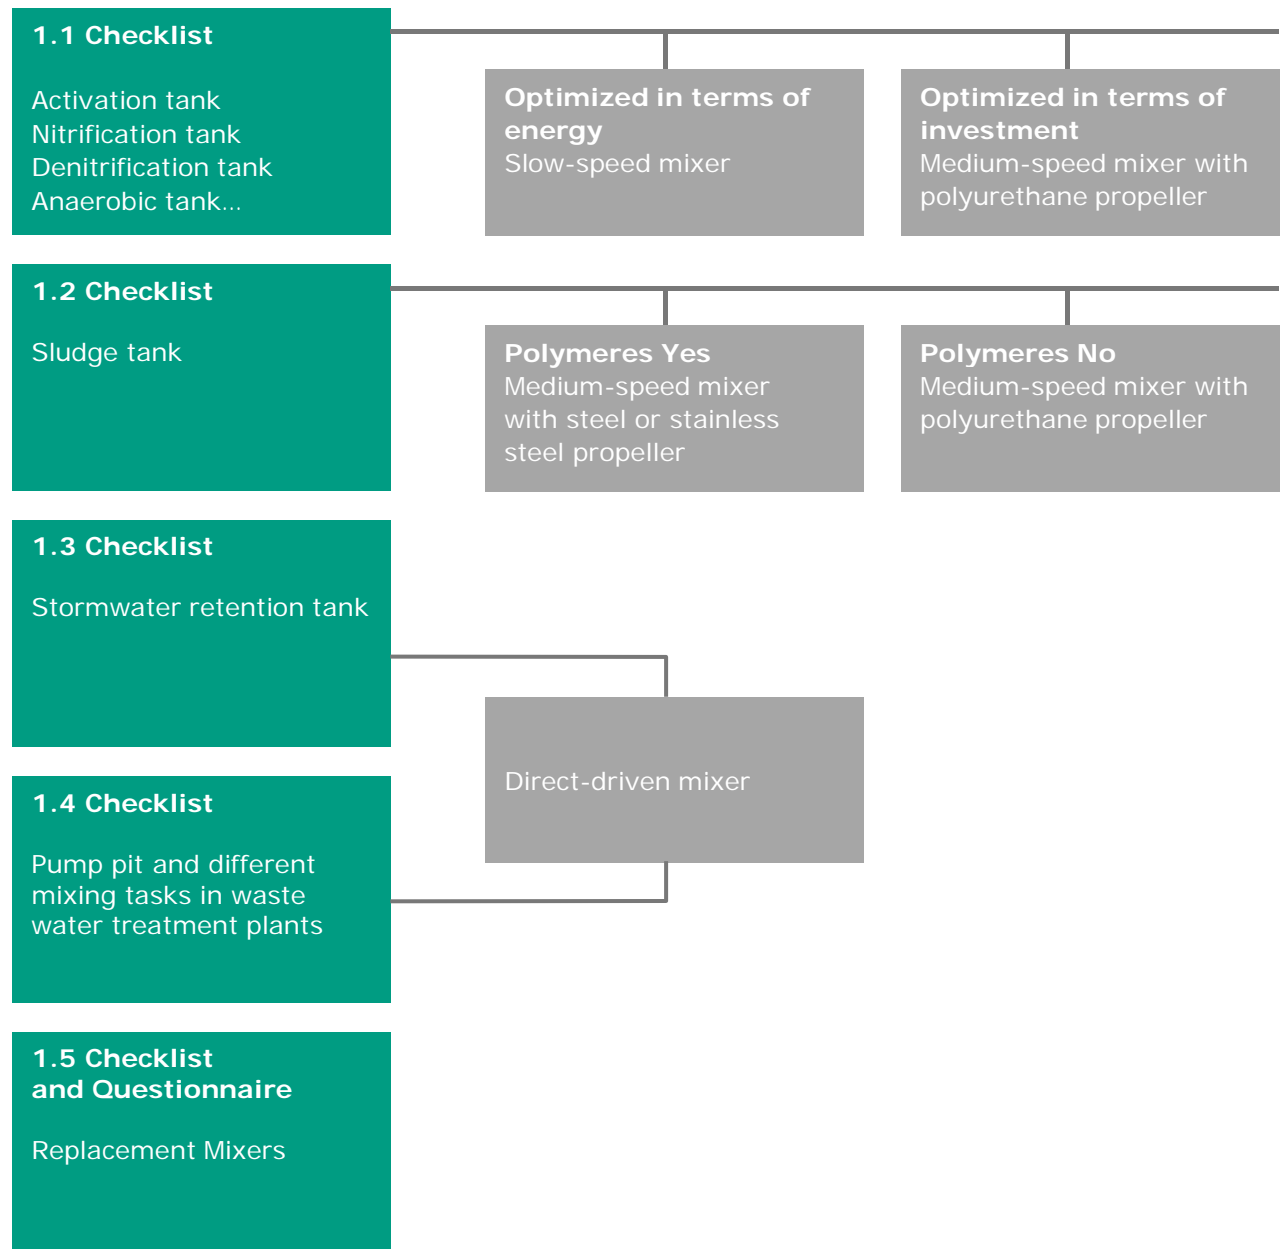 1.1 Checklist
Activation tank
Nitrification tank
Denitrification tank
Anaerobic tank...
Optimized in terms of
energy
Slow-speed mixer
Optimized in terms of
investment
Medium-speed mixer with
polyurethane propeller
1.2 Checklist
Sludge tank
Polymeres Yes
Medium-speed mixer
with steel or stainless
steel propeller
Polymeres No
Medium-speed mixer with
polyurethane propeller
1.3 Checklist
Stormwater retention tank
Direct-driven mixer
1.4 Checklist
Pump pit and different
mixing tasks in waste
water treatment plants
1.5 Checklist
and Questionnaire
Replacement Mixers